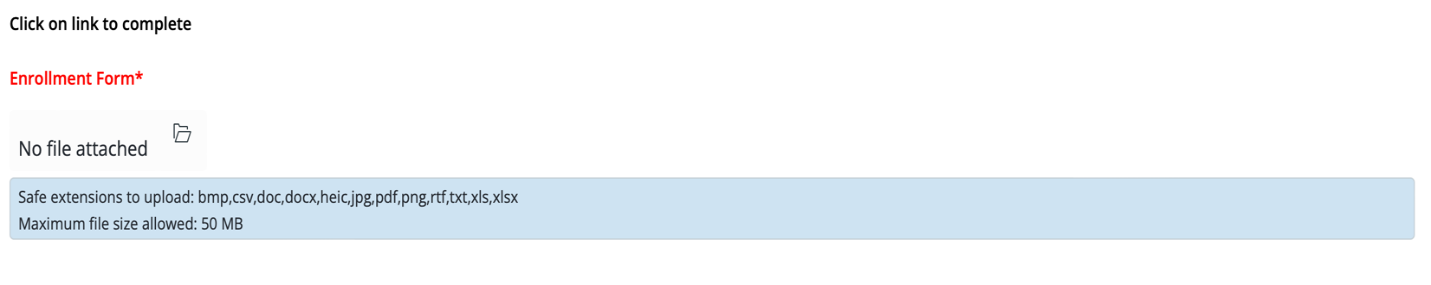 Click on link to complete
Enrollment Form*
No file attached
Safe extensions to upload: bmp,csv,doc,docx,heic,jpg,pdf,png,rtf,txt,xls,xlsx
Maximum file size allowed: 50 MB